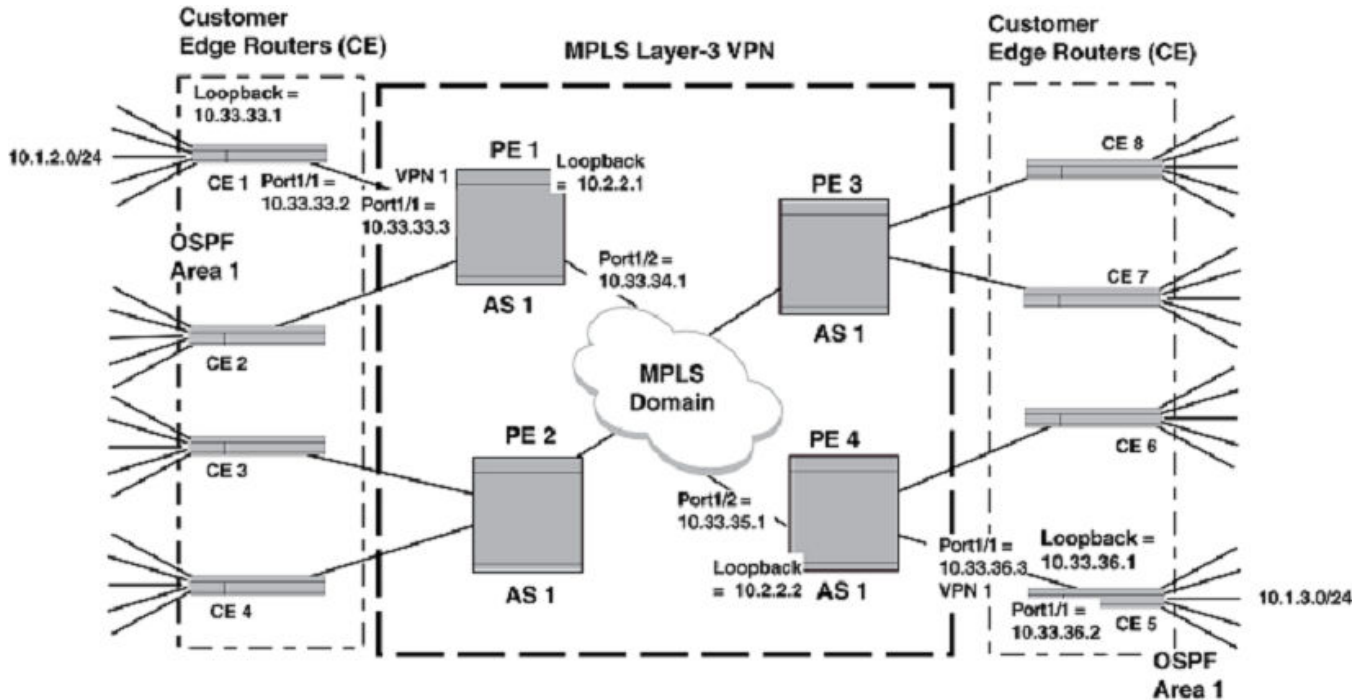 Customer
Edge Routers (CE)
MPLS Layer-3 VPN
Customer
Edge Routers (CE)
Loopback =
10.33.33.1
10.1.2.0/24
CE 1
Port1/1 =
10.33.33.2
VPN 1
Port1/1 =
10.33.33.3
PE 1
Loopback
= 10.2.2.1
AS 1
Port1/2 =
10.33.34.1
PE 3
AS 1
CE 8
CE 7
OSPF
Area 1
CE 2
MPLS
Domain
CE 3
CE 4
PE 2
AS 1
PE 4
AS 1
Port1/2 =
10.33.35.1
Loopback
= 10.2.2.2
CE 6
Port1/1 =
10.33.36.3
VPN 1
Loopback =
10.33.36.1
Port1/1 =
10.33.36.2
CE 5
10.1.3.0/24
OSPF
Area 1